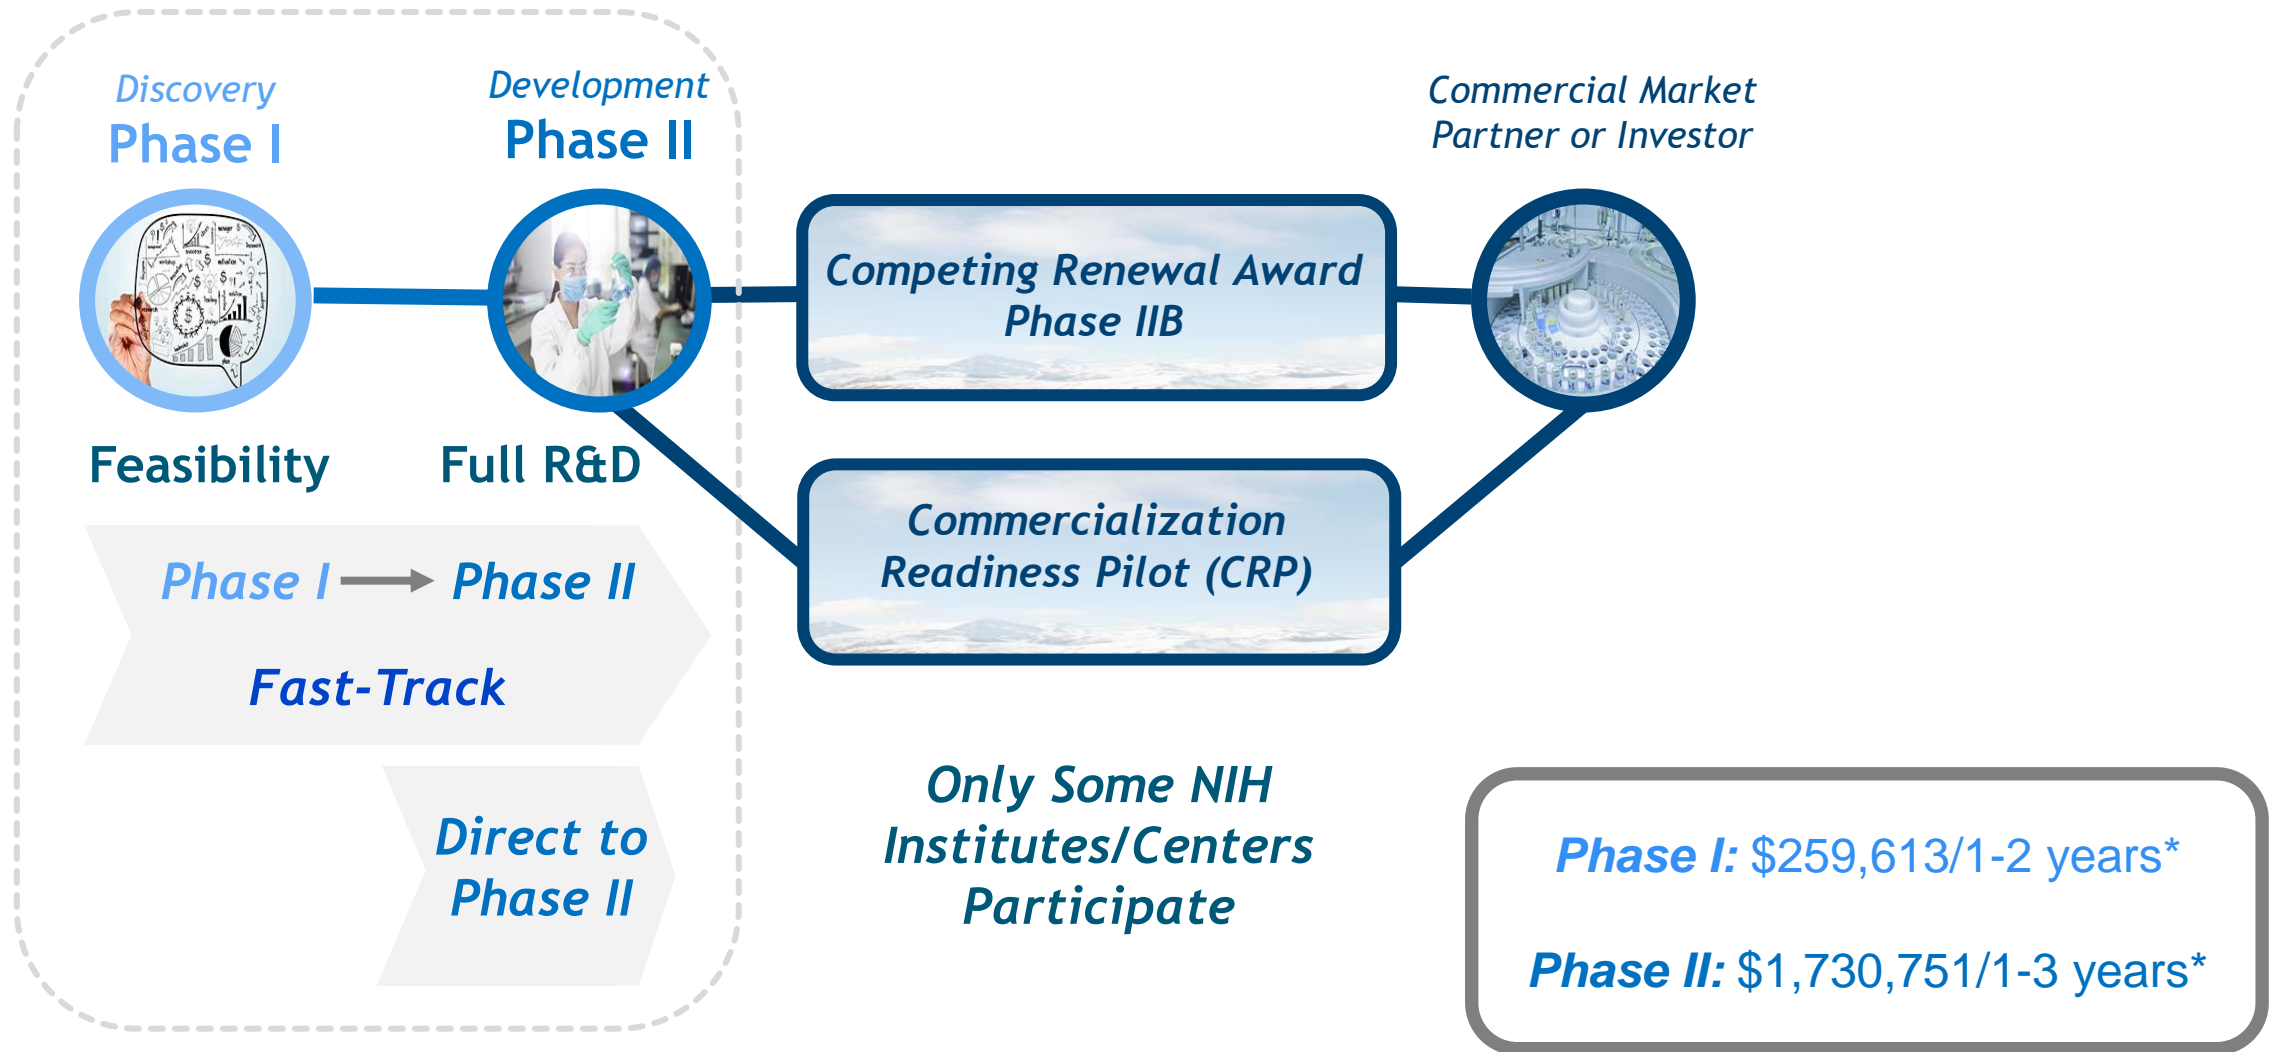 Discovery
Phase I
Development
Phase II
Commercial Market
Partner or Investor
Competing Renewal Award
Phase IIB
Feasibility
Full R&D
Commercialization
Readiness Pilot (CRP)
Phase I
Phase II
Fast-Track
Direct to
Phase II
Only Some NIH
Institutes/Centers
Participate
Phase I: $259,613/1-2 years*
Phase II: $1,730,751/1-3 years*